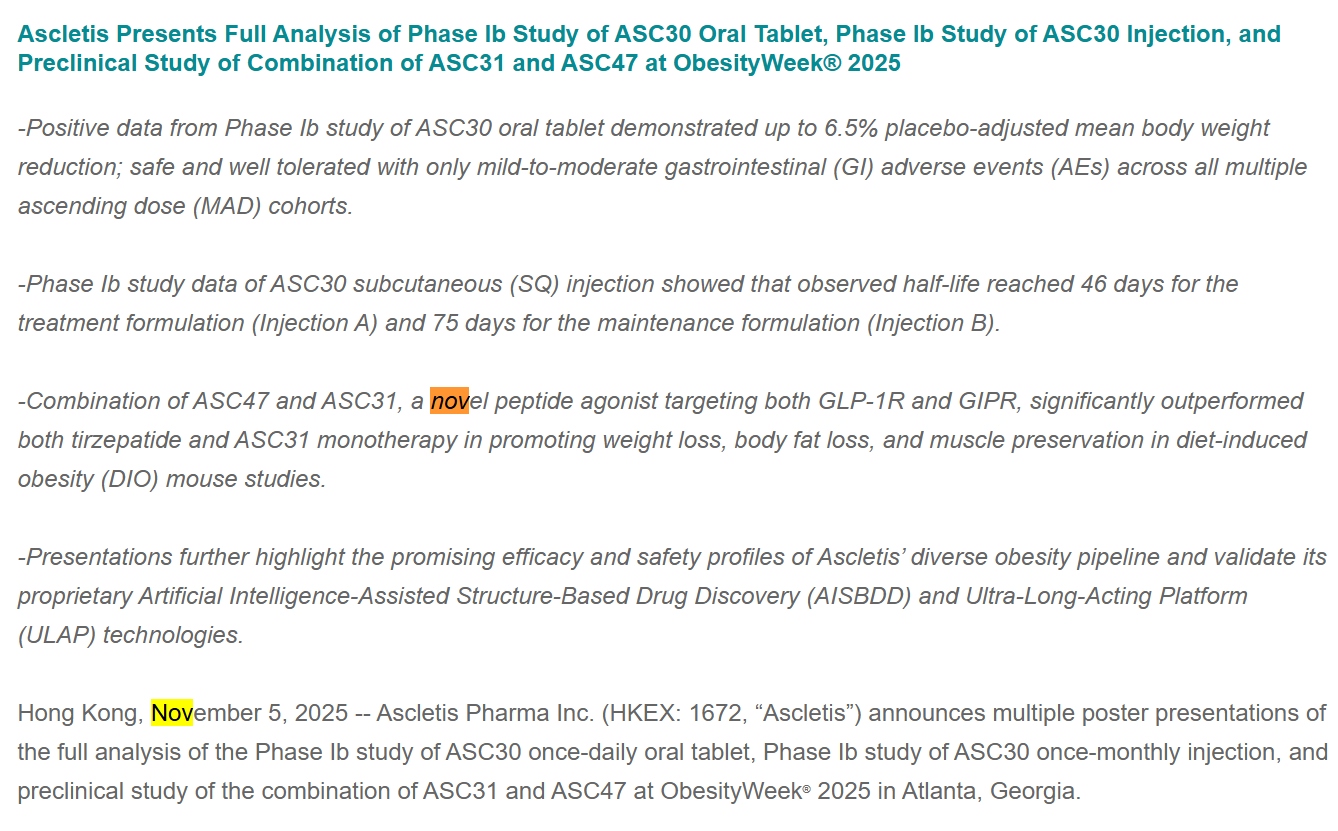 Ascletis Presents Full Analysis of Phase Ib Study of ASC30 Oral Tablet, Phase Ib Study of ASC30 Injection, and
Preclinical Study of Combination of ASC31 and ASC47 at ObesityWeek® 2025
-Positive data from Phase Ib study of ASC30 oral tablet demonstrated up to 6.5% placebo-adjusted mean body weight
reduction; safe and well tolerated with only mild-to-moderate gastrointestinal (GI) adverse events (AEs) across all multiple
ascending dose (MAD) cohorts.
-Phase Ib study data of ASC30 subcutaneous (SQ) injection showed that observed half-life reached 46 days for the
treatment formulation (Injection A) and 75 days for the maintenance formulation (Injection B).
-Combination of ASC47 and ASC31, a novel peptide agonist targeting both GLP-1R and GIPR, significantly outperformed
both tirzepatide and ASC31 monotherapy in promoting weight loss, body fat loss, and muscle preservation in diet-induced
obesity (DIO) mouse studies.
-Presentations further highlight the promising efficacy and safety profiles of Ascletis’ diverse obesity pipeline and validate its
proprietary Artificial Intelligence-Assisted Structure-Based Drug Discovery (AISBDD) and Ultra-Long-Acting Platform
(ULAP) technologies.
Hong Kong, November 5, 2025 -- Ascletis Pharma Inc. (HKEX: 1672, “Ascletis”) announces multiple poster presentations of
the full analysis of the Phase Ib study of ASC30 once-daily oral tablet, Phase Ib study of ASC30 once-monthly injection, and
preclinical study of the combination of ASC31 and ASC47 at ObesityWeek® 2025 in Atlanta, Georgia.